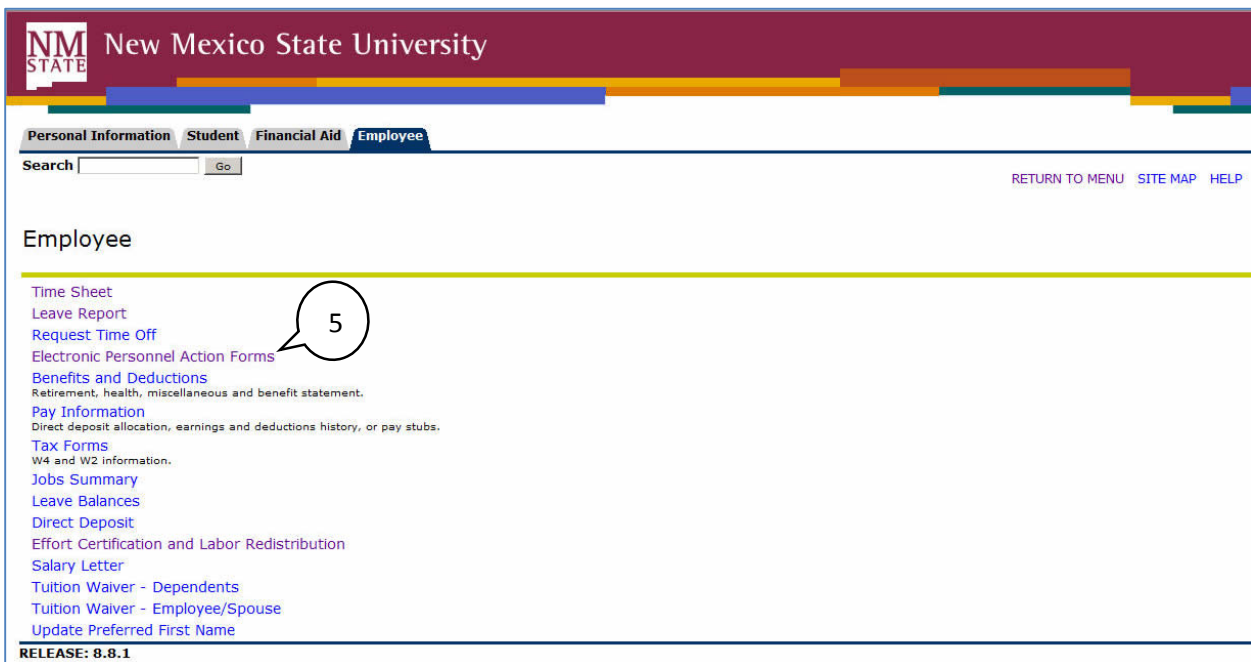 NM
STATE
New Mexico State University
Personal Information Student Financial Aid Employee
Search Go
RETURN TO MENU SITE MAP HELP
Employee
Time Sheet
Leave Report
Request Time Off
Electronic Personnel Action Forms
5
Benefits and Deductions
Retirement, health, miscellaneous and benefit statement.
Pay Information
Direct deposit allocation, earnings and deductions history, or pay stubs.
Tax Forms
W4 and W2 information.
Jobs Summary
Leave Balances
Direct Deposit
Effort Certification and Labor Redistribution
Salary Letter
Tuition Waiver - Dependents
Tuition Waiver - Employee/Spouse
Update Preferred First Name
RELEASE: 8.8.1